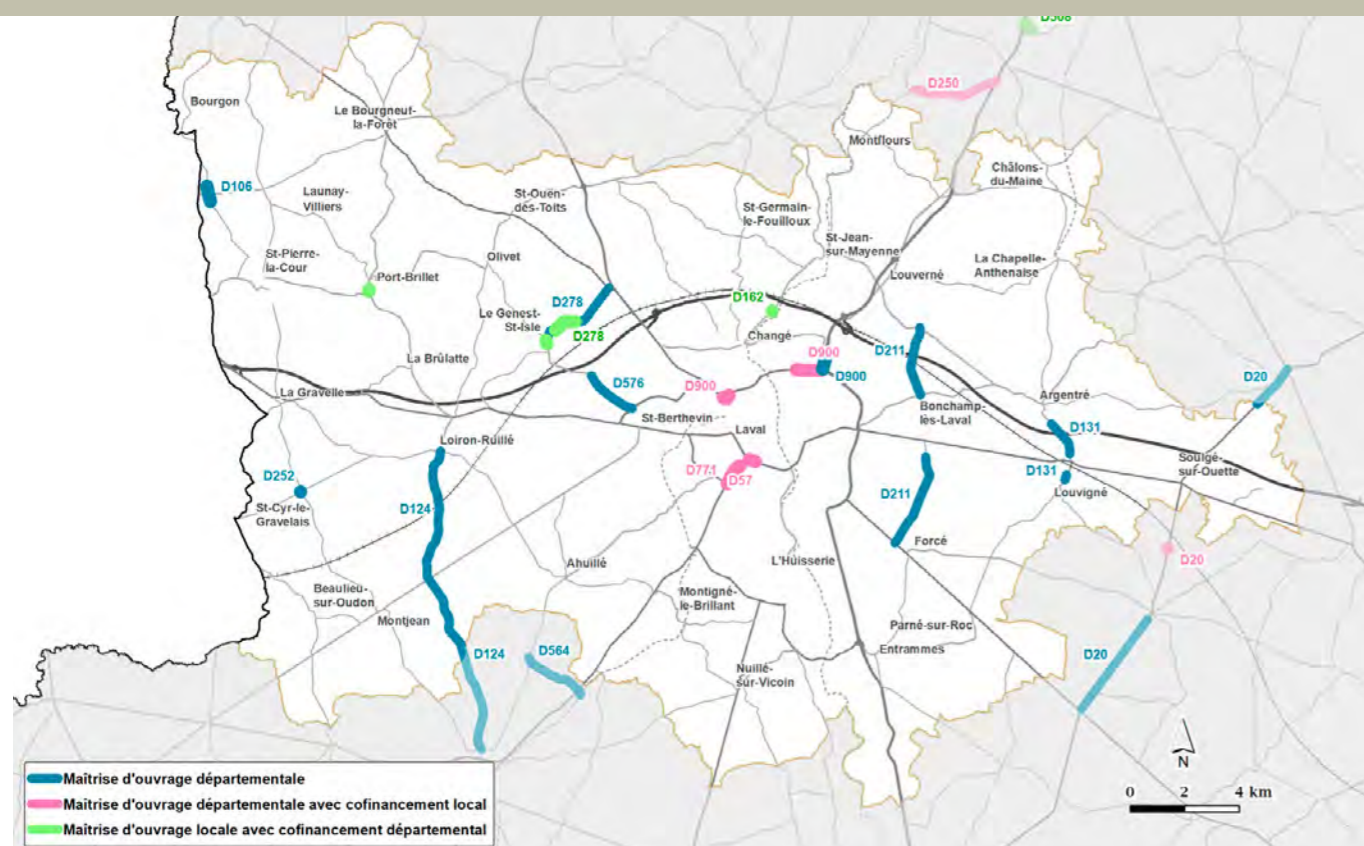 D308
D250
Bourgon
Le Bourgneuf-
la-Forêt
Montflours
Châlons-
du-Maine
D106
Launay-
Villiers
St-Ouen-
des-Toits
St-Germain-
le-Fouilloux
St-Jean-
sur-Mayenne
St-Pierre-
la-Cour
Olivet
Louverné
La Chapelle-
Anthenaise
Port-Brillet
D278
D162
Le Genest-
St-Isle
D278
Changé
D900
D211
La Brûlatte
D576
D900
D900
D20
La Gravelle
St-Berthevin
Bonchamp-
lès-Laval
Argentré
Laval
D131
Loiron-Ruillé
D771
D57
D252
D131
Soulgé-
sur-Ouette
St-Cyr-le-
Gravelais
D124
D211
Louvigné
Forcé
D20
Ahuillé
L'Huisserie
Beaulieu-
sur-Oudon
Montjean
Montigné-
le-Brillant
Parné-sur-Roc
Entrammes
D124
D564
D20
Nuillé-
sur-Vicoin
N
Maîtrise d'ouvrage départementale
Maîtrise d'ouvrage départementale avec cofinancement local
Maîtrise d'ouvrage locale avec cofinancement départemental
0 2 4 km